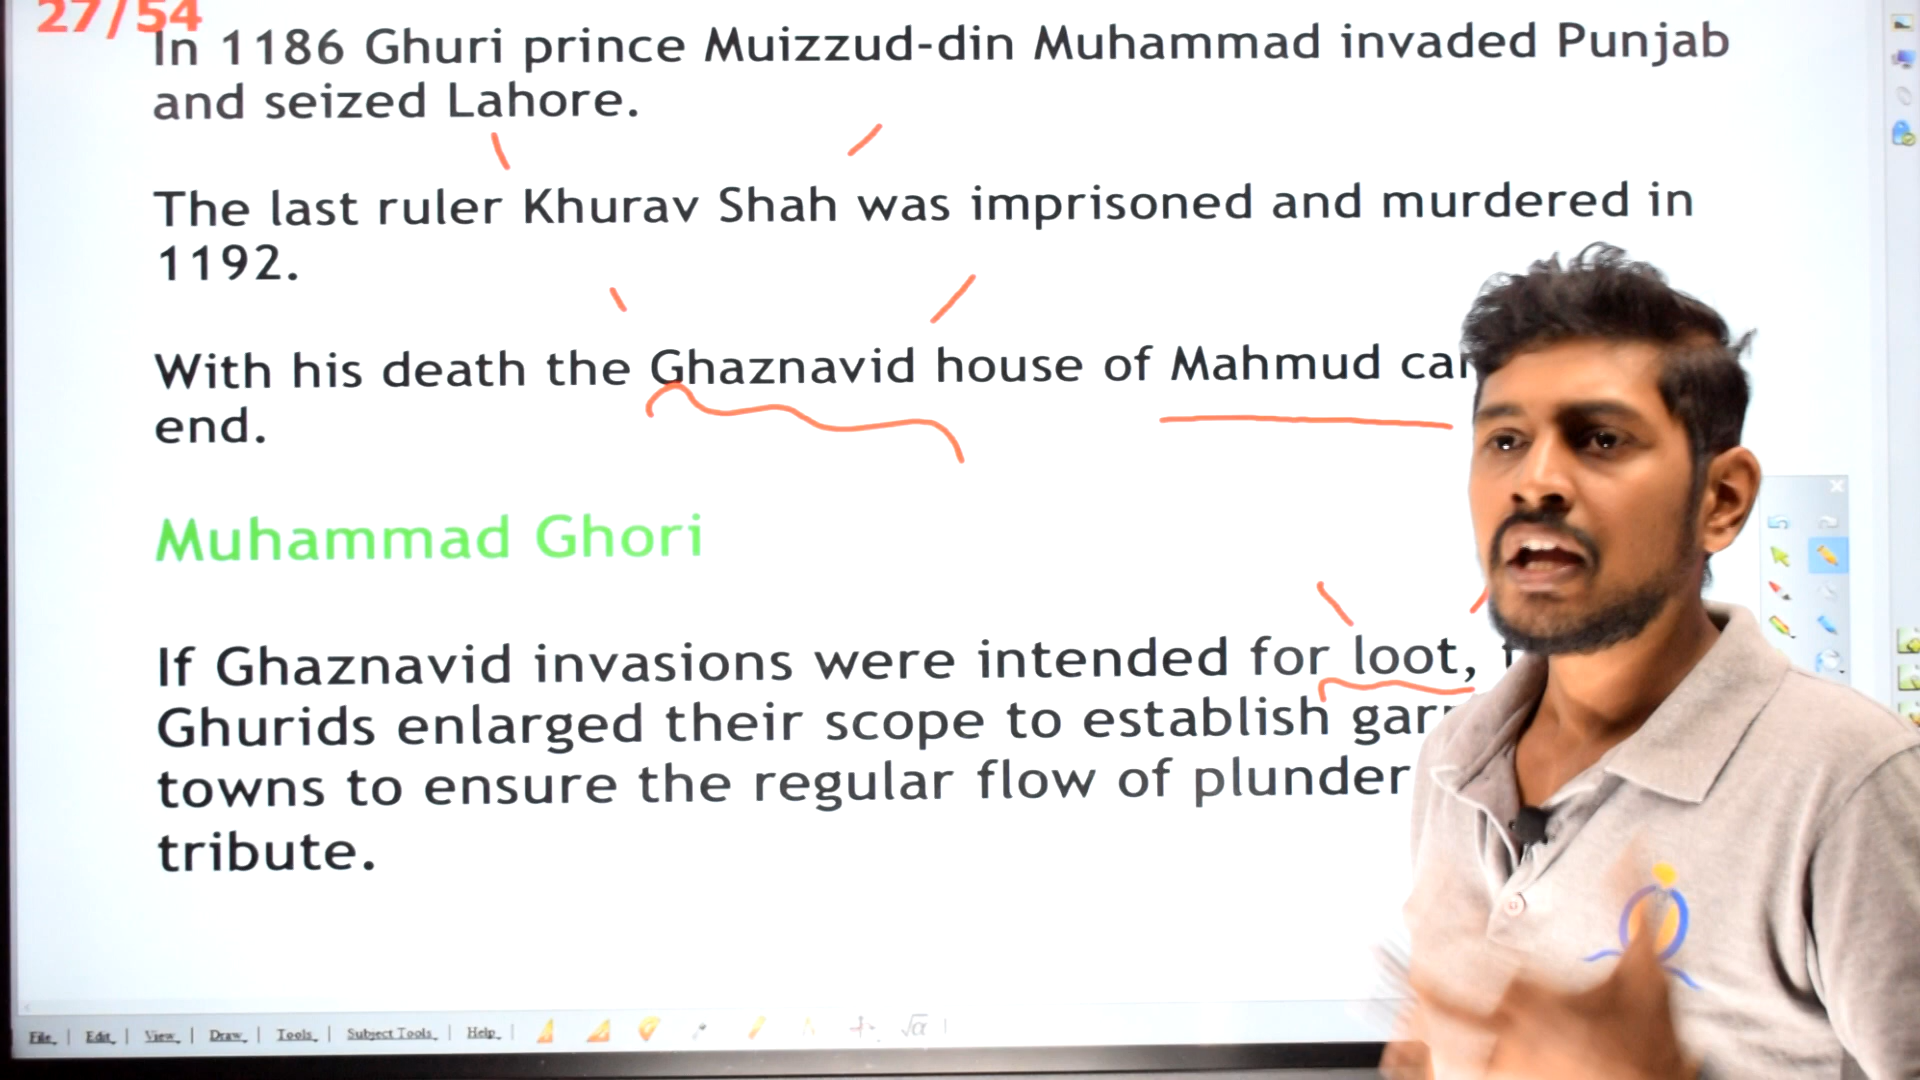 27/54
In 1186 Ghuri prince Muizzud-din Muhammad invaded Punjab
and seized Lahore.
The last ruler Khurav Shah was imprisoned and murdered in
1192.
With his death the Ghaznavid house of Mahmud
end.
Muhammad Ghori
If Ghaznavid invasions were intended for loot,
Ghurids enlarged their scope to establish
towns to ensure the regular flow of plunder
tribute.
File | Edit | View | Draw | Tools | Subject Tools | Help |
√α